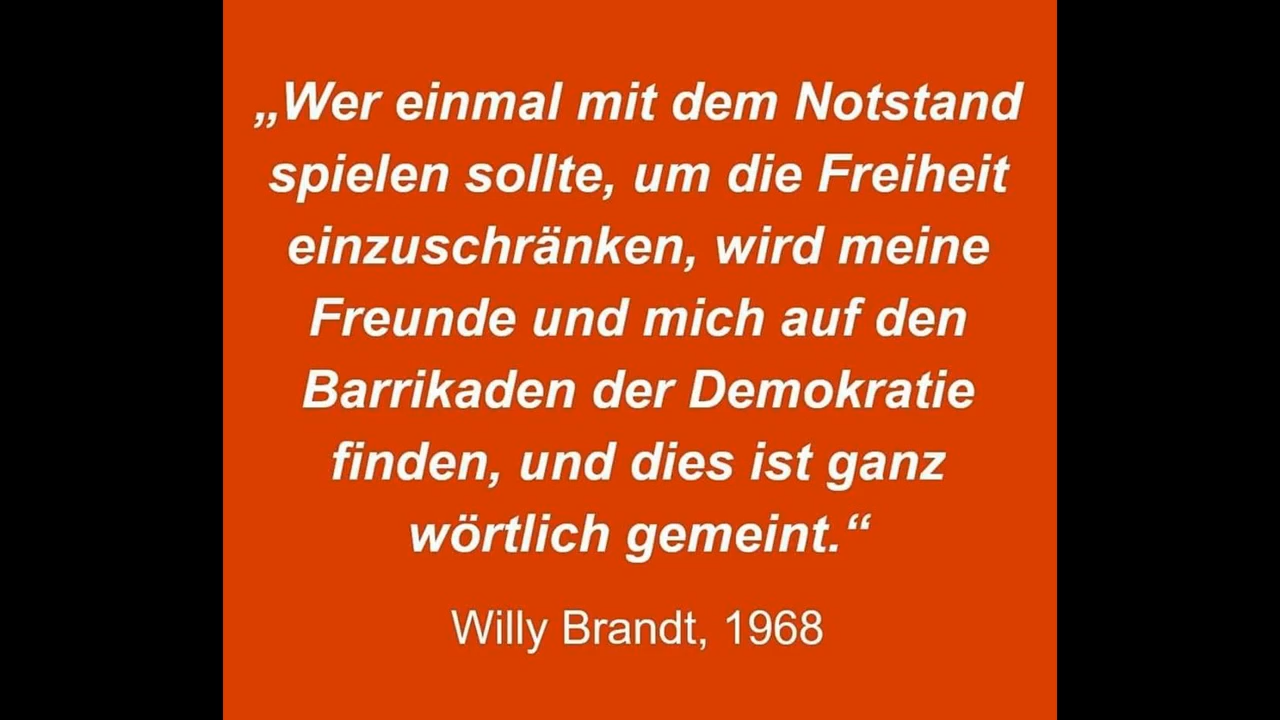 „Wer einmal mit dem Notstand
spielen sollte, um die Freiheit
einzuschränken, wird meine
Freunde und mich auf den
Barrikaden der Demokratie
finden, und dies ist ganz
wörtlich gemeint.“
Willy Brandt, 1968